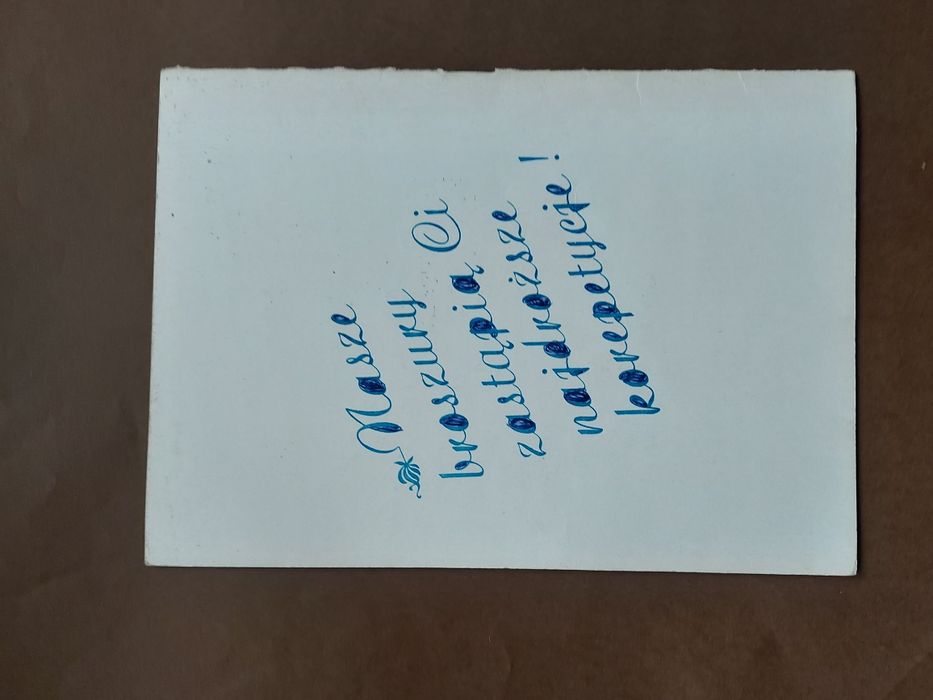 Nasze
broszury
zastąpią Ci
najdroższe
korepetycje!